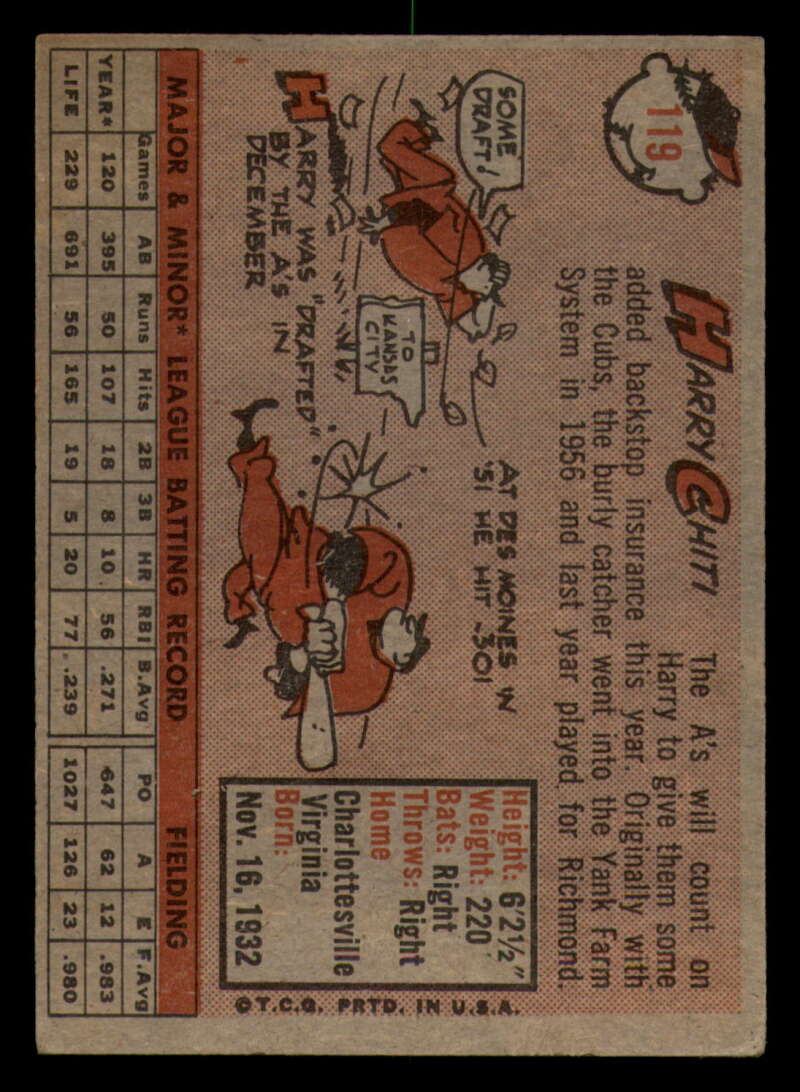 119
HARRY CHITI
The A's will count on
Harry to give them some
added backstop insurance this year. Originally with
the Cubs, the burly catcher went into the Yank Farm
System in 1956 and last year played for Richmond.
SOME
DRAFT!
TO
KANSAS
CITY
HARRY WAS "DRAFTED"
BY THE A'S IN
DECEMBER
AT DES MOINES IN
'51 HE HIT .301
Height: 6'2½"
Weight: 220
Bats: Right
Throws: Right
Home
Charlottesville
Virginia
Born:
Nov. 16, 1932
©T.C.G. PRTD. IN U.S.A.
MAJOR & MINOR* LEAGUE BATTING RECORD FIELDING
Games AB Runs Hits 2B 3B HR RBI B.Avg PO A E F.Avg
YEAR* 120 395 50 107 18 8 10 56 .271 647 62 12 .983
LIFE 229 691 56 165 19 5 20 77 .239 1027 126 23 .980